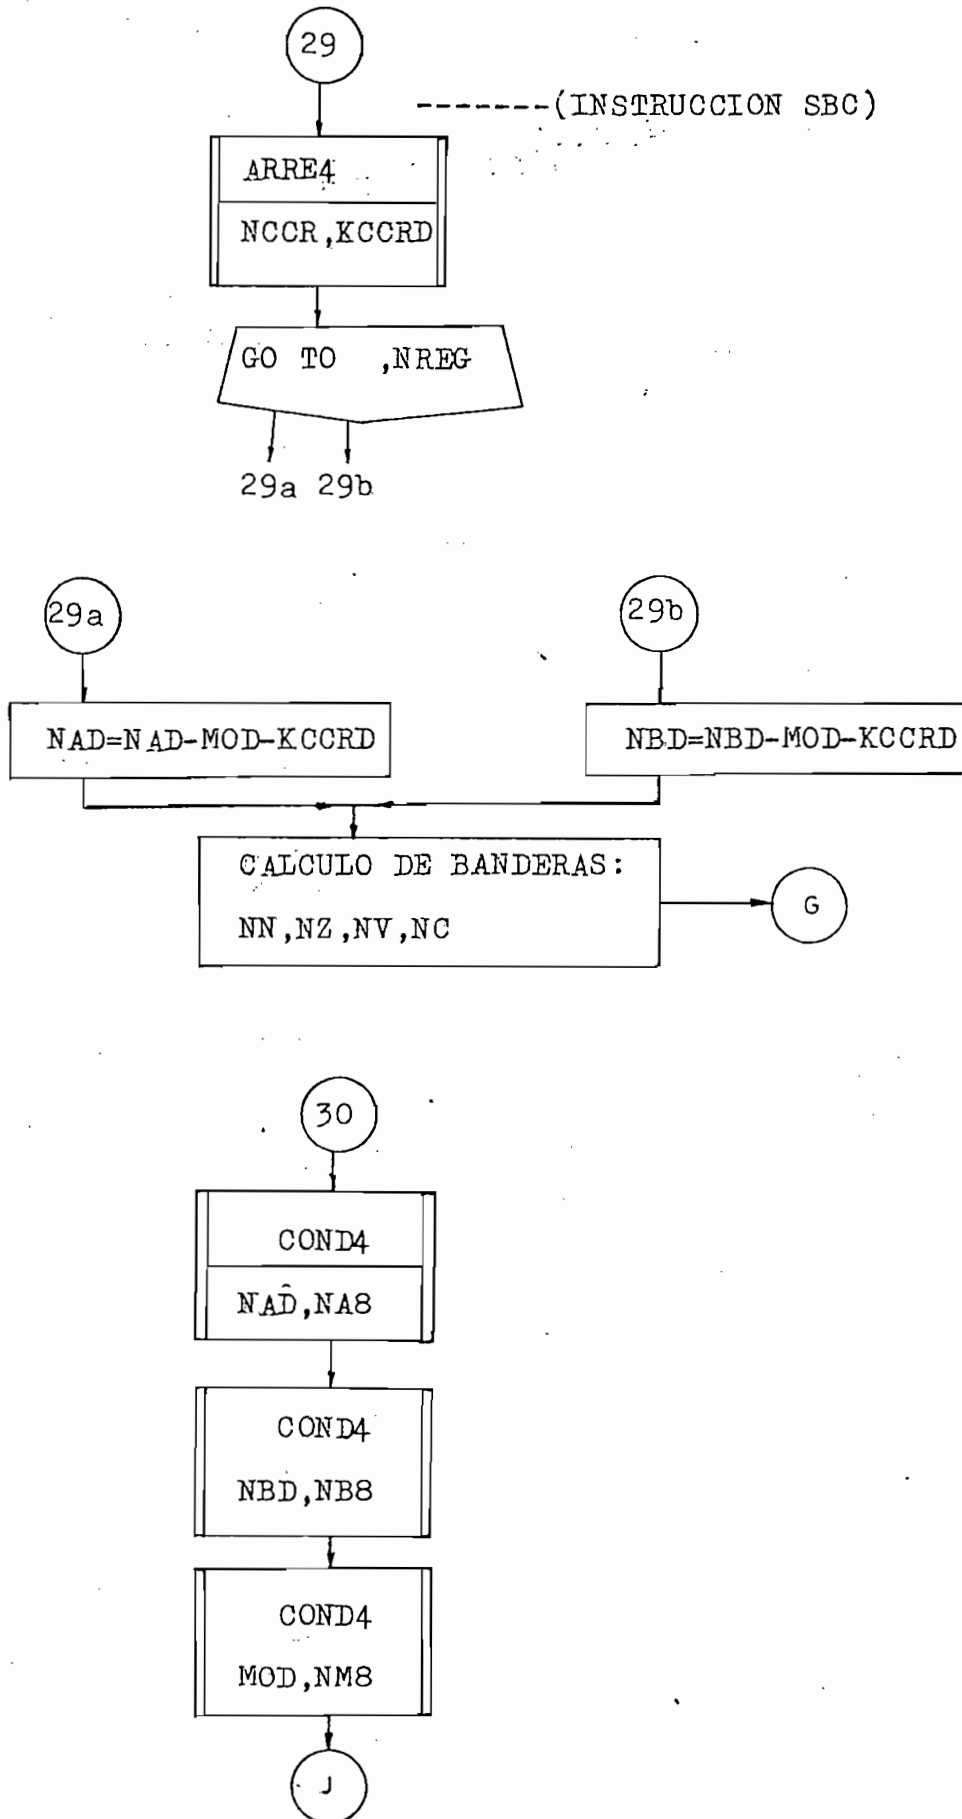 29
-------(INSTRUCCION SBC)
ARRE4
NCCR,KCCRD
GO TO ,NREG
29a 29b
29a 29b
NAD=NAD-MOD-KCCRD NBD=NBD-MOD-KCCRD
CALCULO DE BANDERAS:
NN,NZ,NV,NC
G
30
COND4
NAD,NA8
COND4
NBD,NB8
COND4
MOD,NM8
J